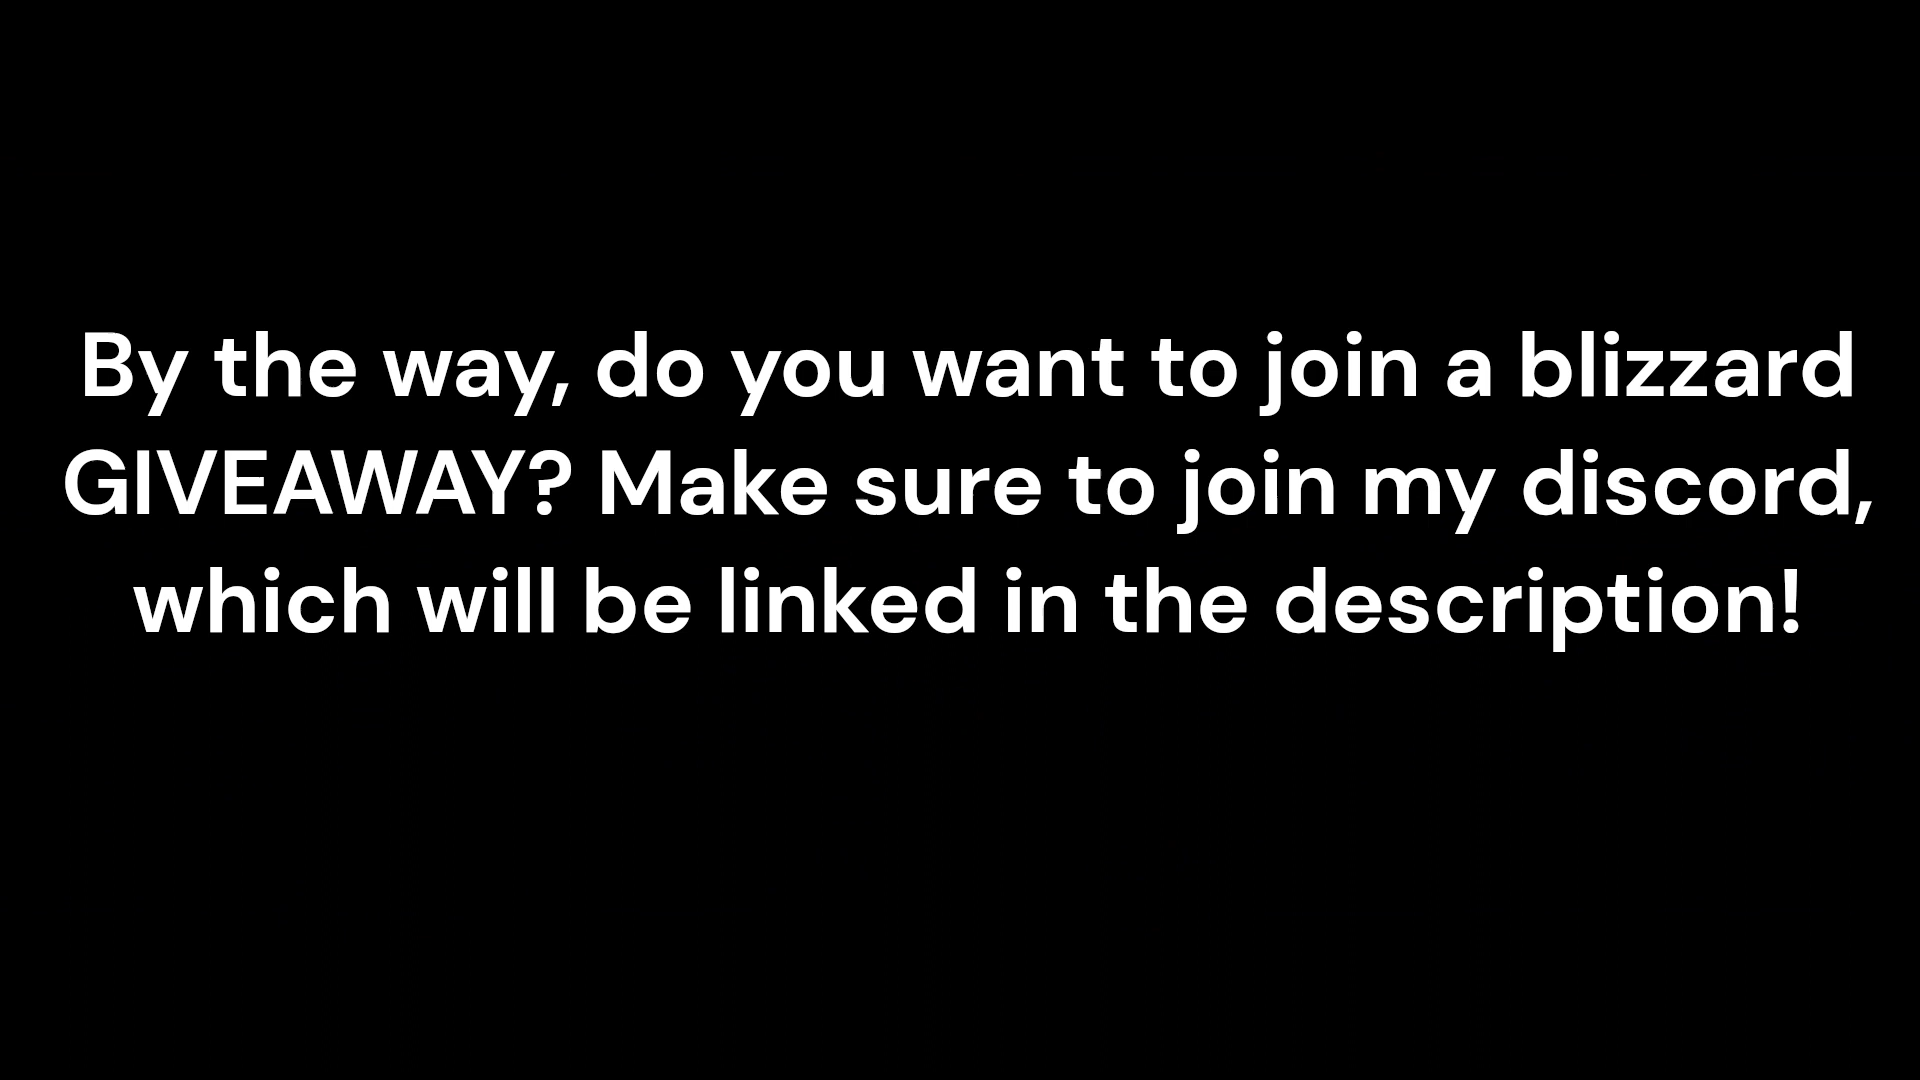 By the way, do you want to join a blizzard
GIVEAWAY? Make sure to join my discord,
which will be linked in the description!